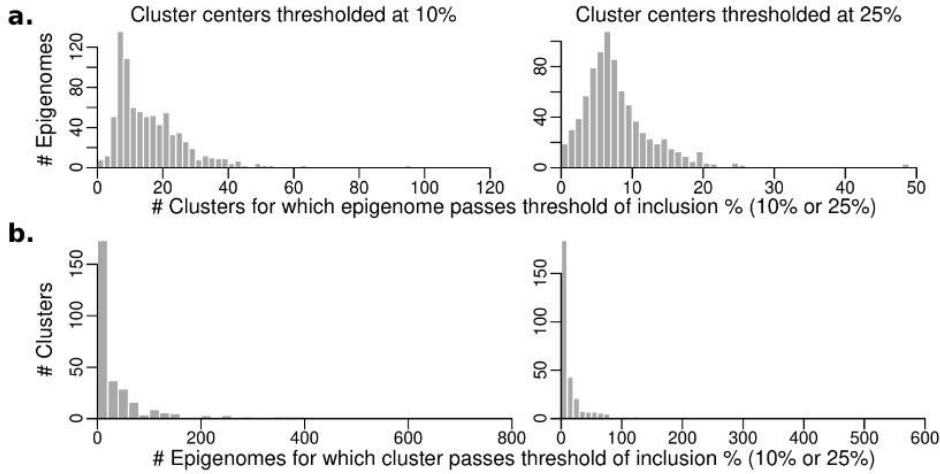 a.
Cluster centers thresholded at 10%
Cluster centers thresholded at 25%
# Epigenomes
0 40 80 120
0 20 40 60 80 100 120
0 40 80
0 10 20 30 40 50
# Clusters for which epigenome passes threshold of inclusion % (10% or 25%)
b.
# Clusters
0 50 100 150
0 200 400 600 800
0 50 100 150
0 100 200 300 400 500 600
# Epigenomes for which cluster passes threshold of inclusion % (10% or 25%)